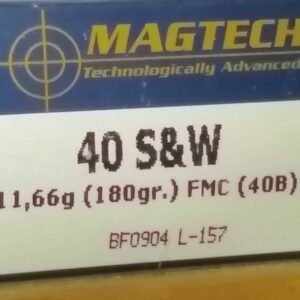 MAGTECH
Technologically Advanced
40 S&W
11,66g (180gr.) FMC (40B)
BF0904 L-157